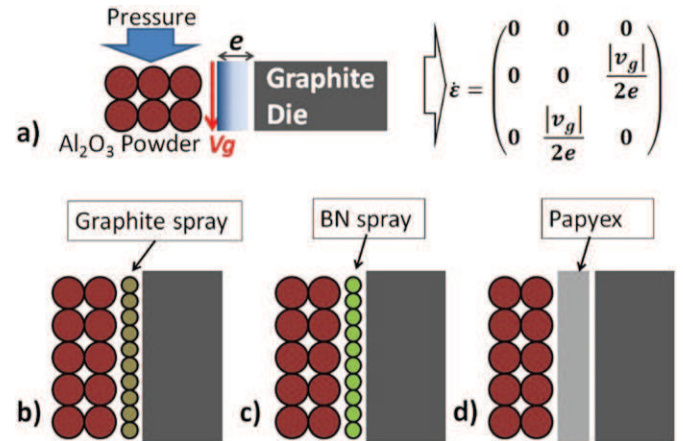 Pressure
e
Graphite
Die
a)
Al₂O₃ Powder
Vg
ε̇ = ( 0 0 0
0 0 |v_g|/2e
0 |v_g|/2e 0 )
Graphite spray
BN spray
Papyex
b)
c)
d)